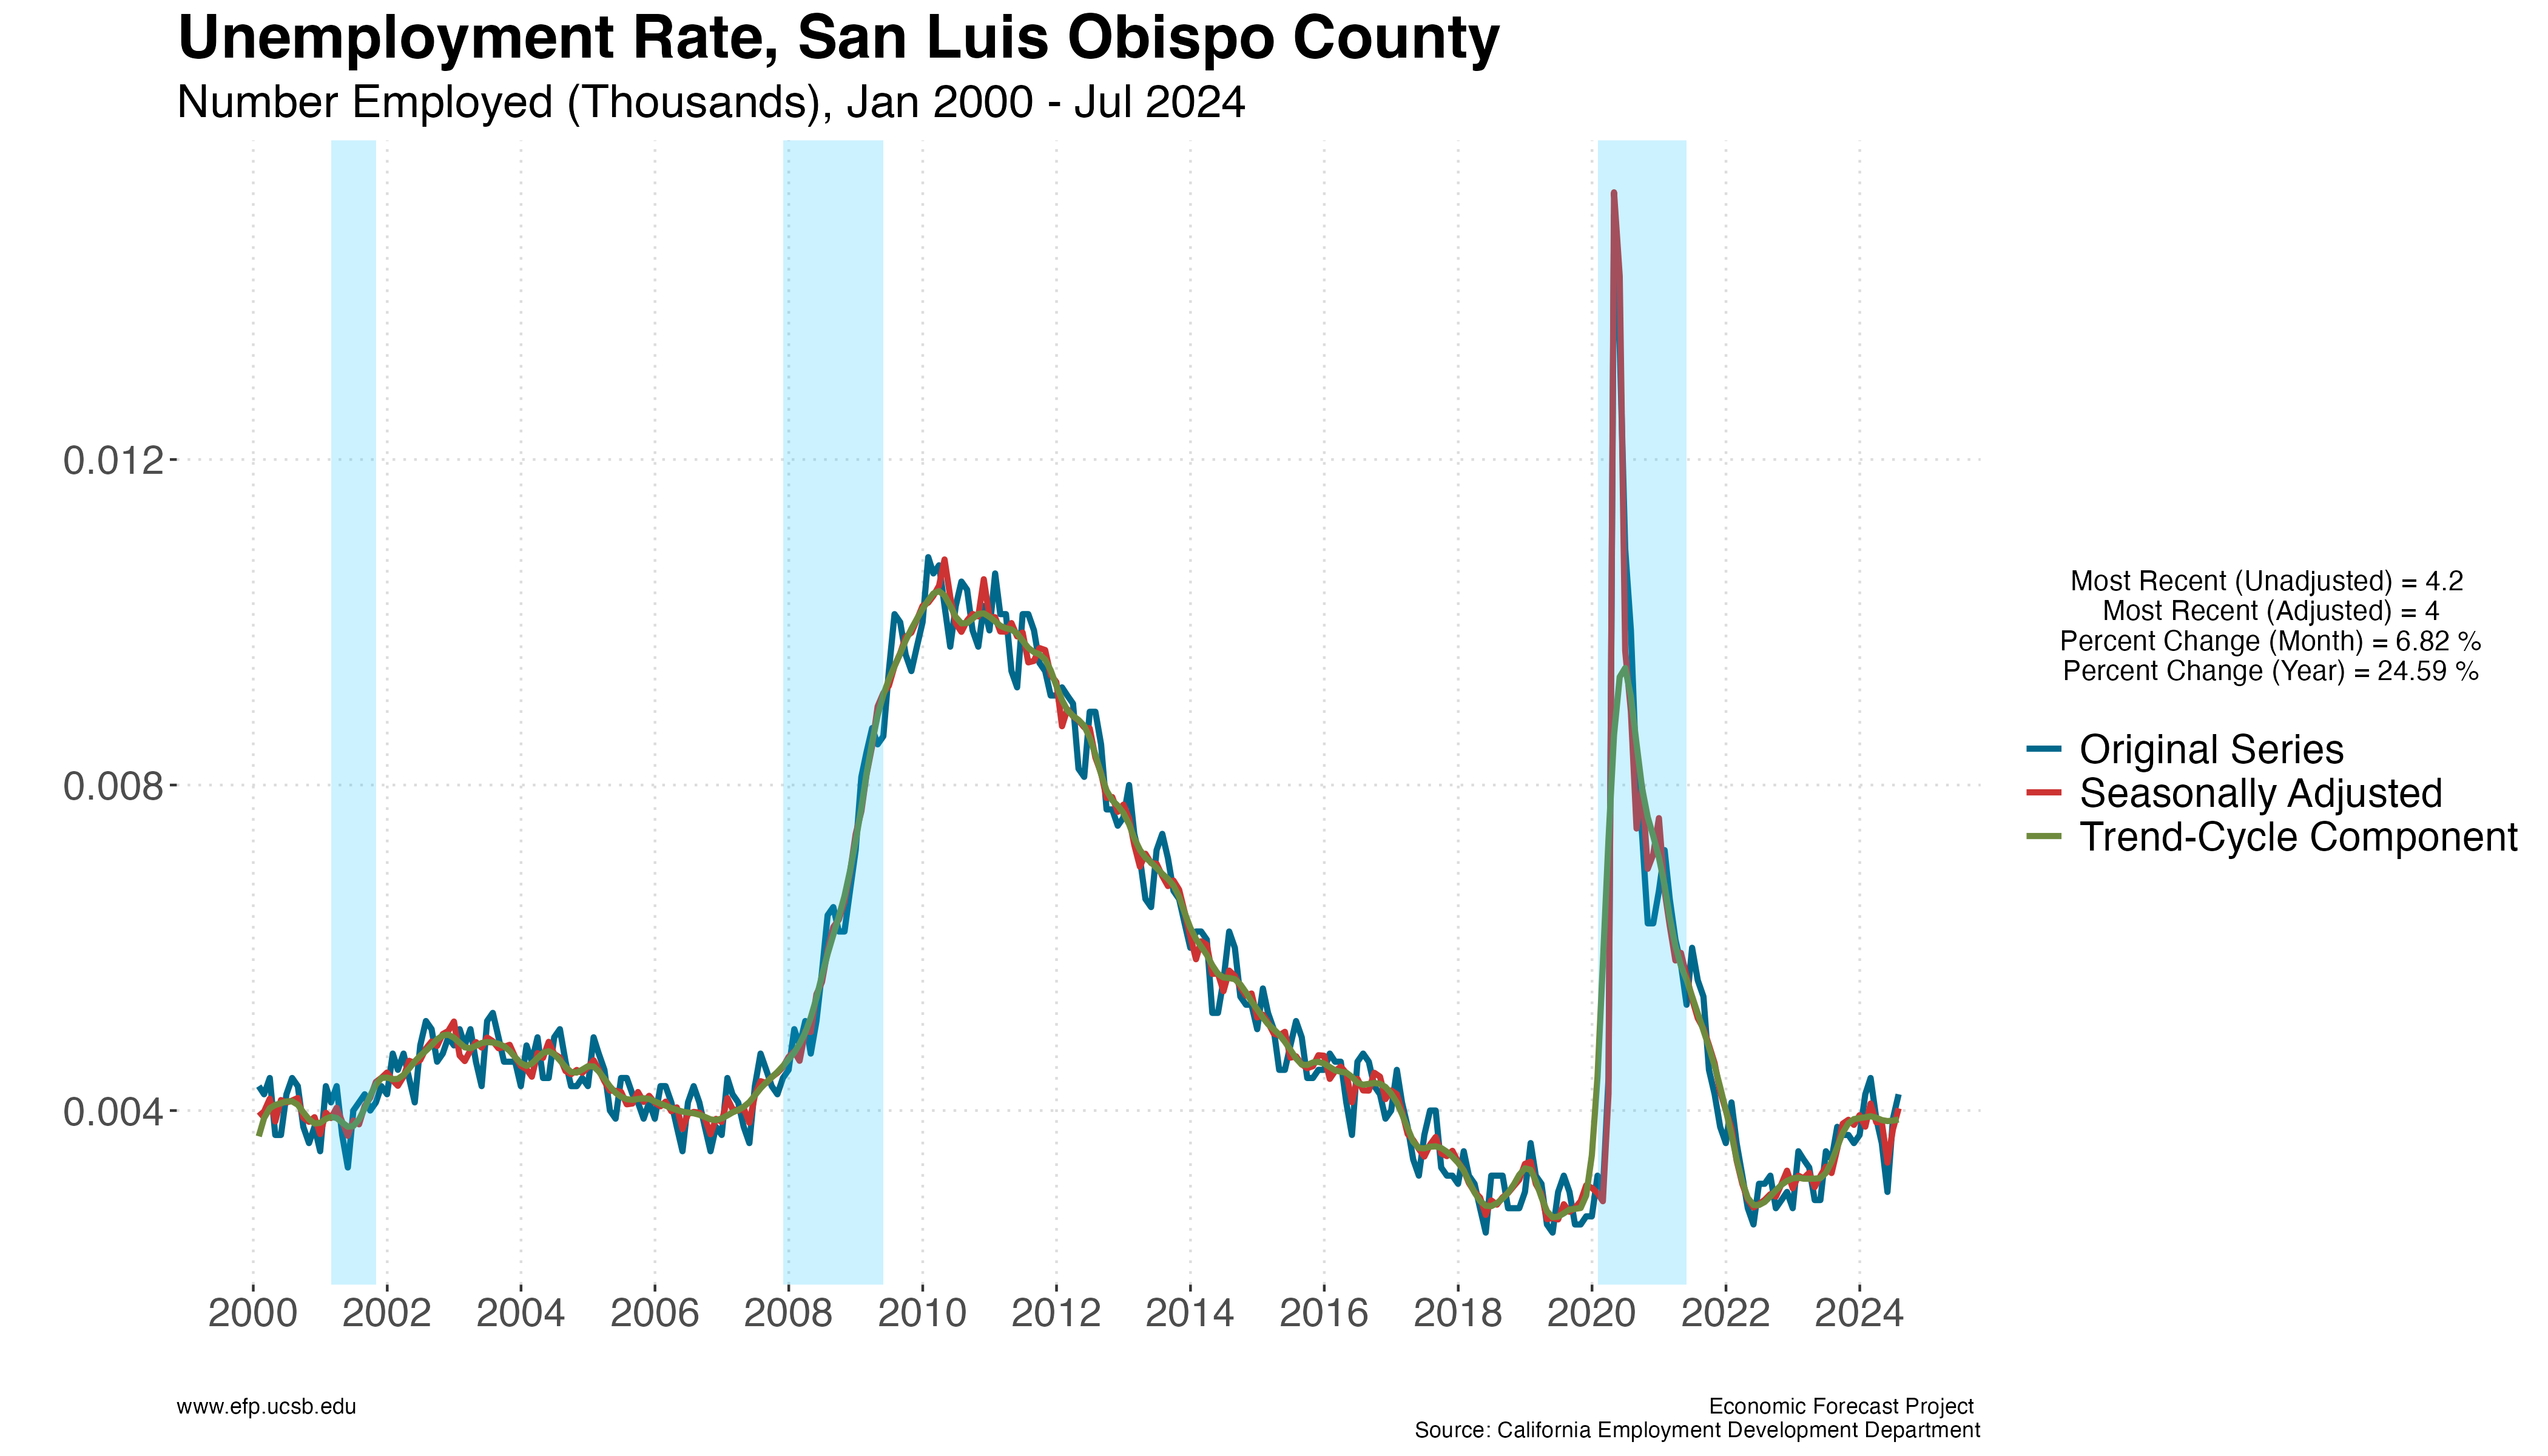 Unemployment Rate, San Luis Obispo County
Number Employed (Thousands), Jan 2000 - Jul 2024
0.012
0.008
0.004
2000 2002 2004 2006 2008 2010 2012 2014 2016 2018 2020 2022 2024
Most Recent (Unadjusted) = 4.2
Most Recent (Adjusted) = 4
Percent Change (Month) = 6.82 %
Percent Change (Year) = 24.59 %
Original Series
Seasonally Adjusted
Trend-Cycle Component
www.efp.ucsb.edu
Economic Forecast Project
Source: California Employment Development Department